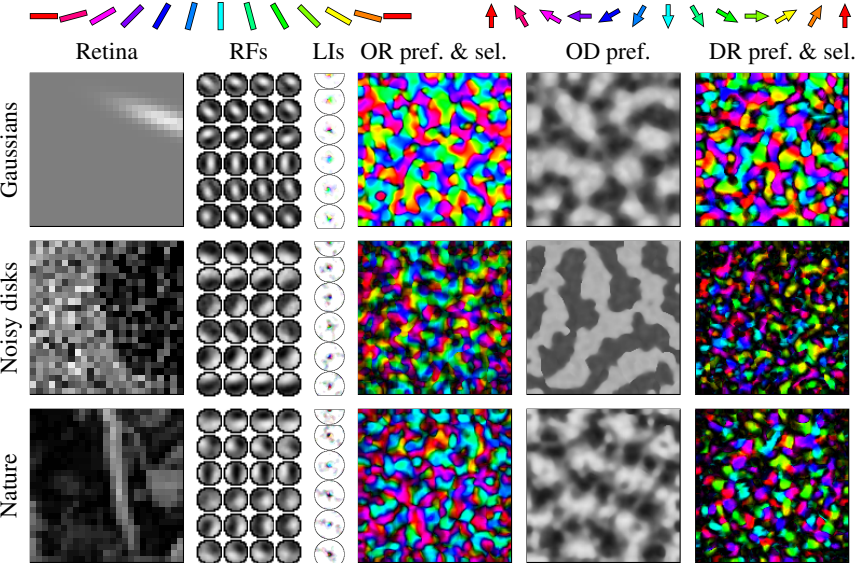 Retina RFs LIs OR pref. & sel. OD pref. DR pref. & sel.
Gaussians
Noisy disks
Nature